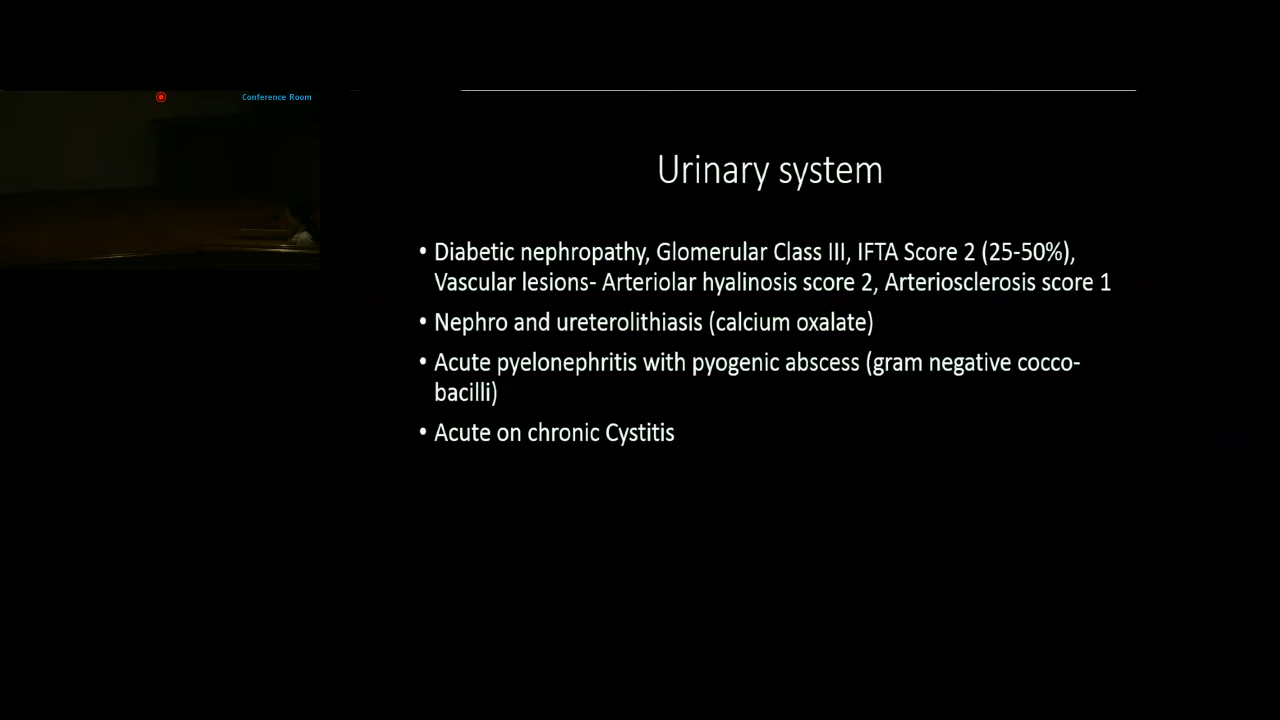 Conference Room
Urinary system
• Diabetic nephropathy, Glomerular Class III, IFTA Score 2 (25-50%),
Vascular lesions- Arteriolar hyalinosis score 2, Arteriosclerosis score 1
• Nephro and ureterolithiasis (calcium oxalate)
• Acute pyelonephritis with pyogenic abscess (gram negative cocco-
bacilli)
• Acute on chronic Cystitis